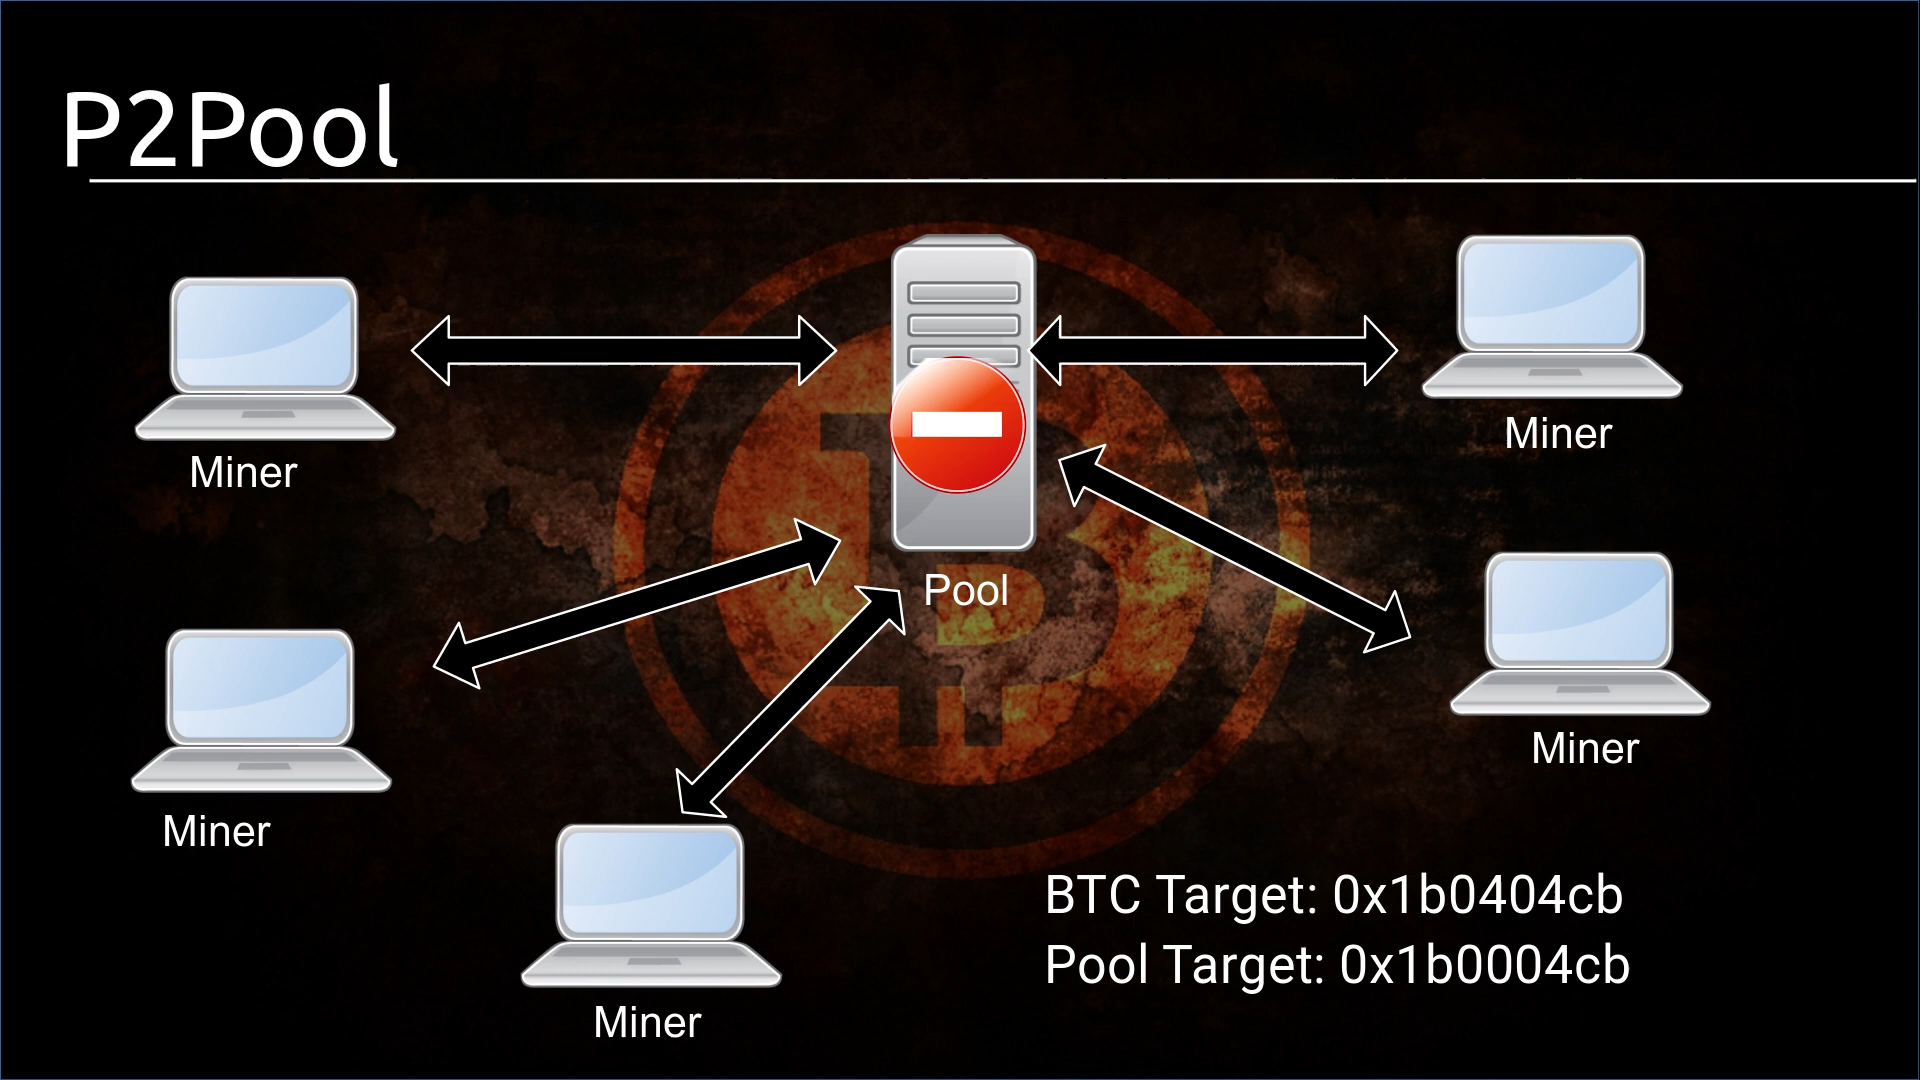 P2Pool
Miner
Miner
Pool
Miner
Miner
Miner
BTC Target: 0x1b0404cb
Pool Target: 0x1b0004cb